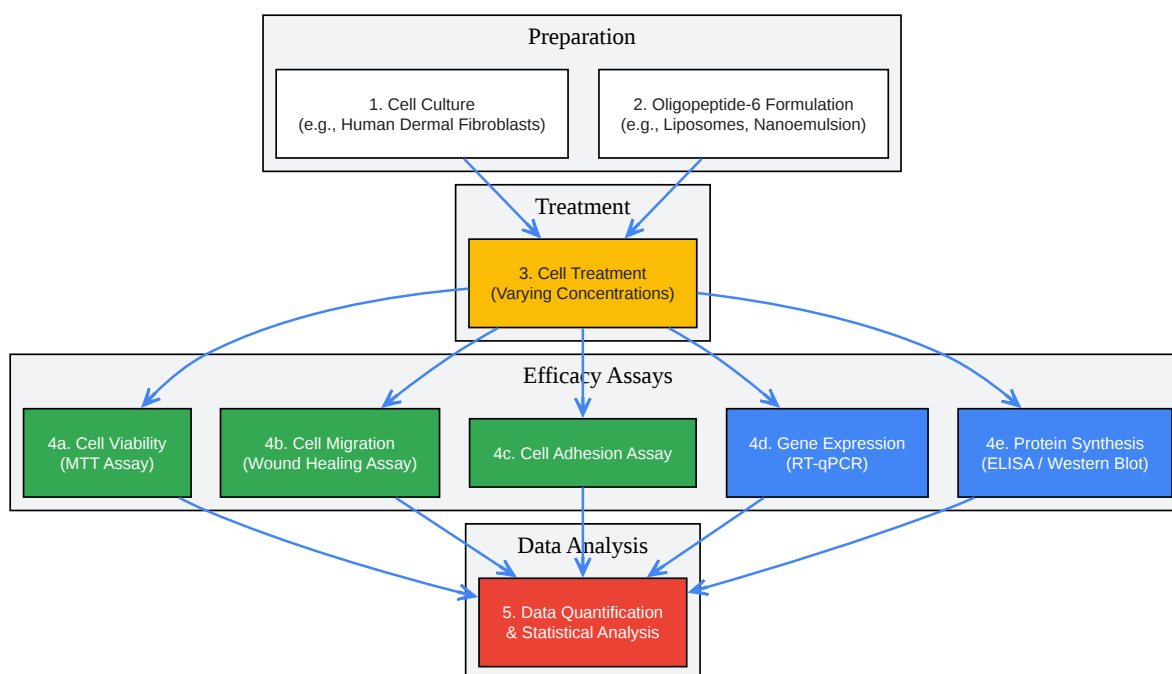 Preparation
1. Cell Culture
(e.g., Human Dermal Fibroblasts)
2. Oligopeptide-6 Formulation
(e.g., Liposomes, Nanoemulsion)
Treatment
3. Cell Treatment
(Varying Concentrations)
Efficacy Assays
4a. Cell Viability
(MTT Assay)
4b. Cell Migration
(Wound Healing Assay)
4c. Cell Adhesion Assay
4d. Gene Expression
(RT-qPCR)
4e. Protein Synthesis
(ELISA / Western Blot)
Data Analysis
5. Data Quantification
& Statistical Analysis